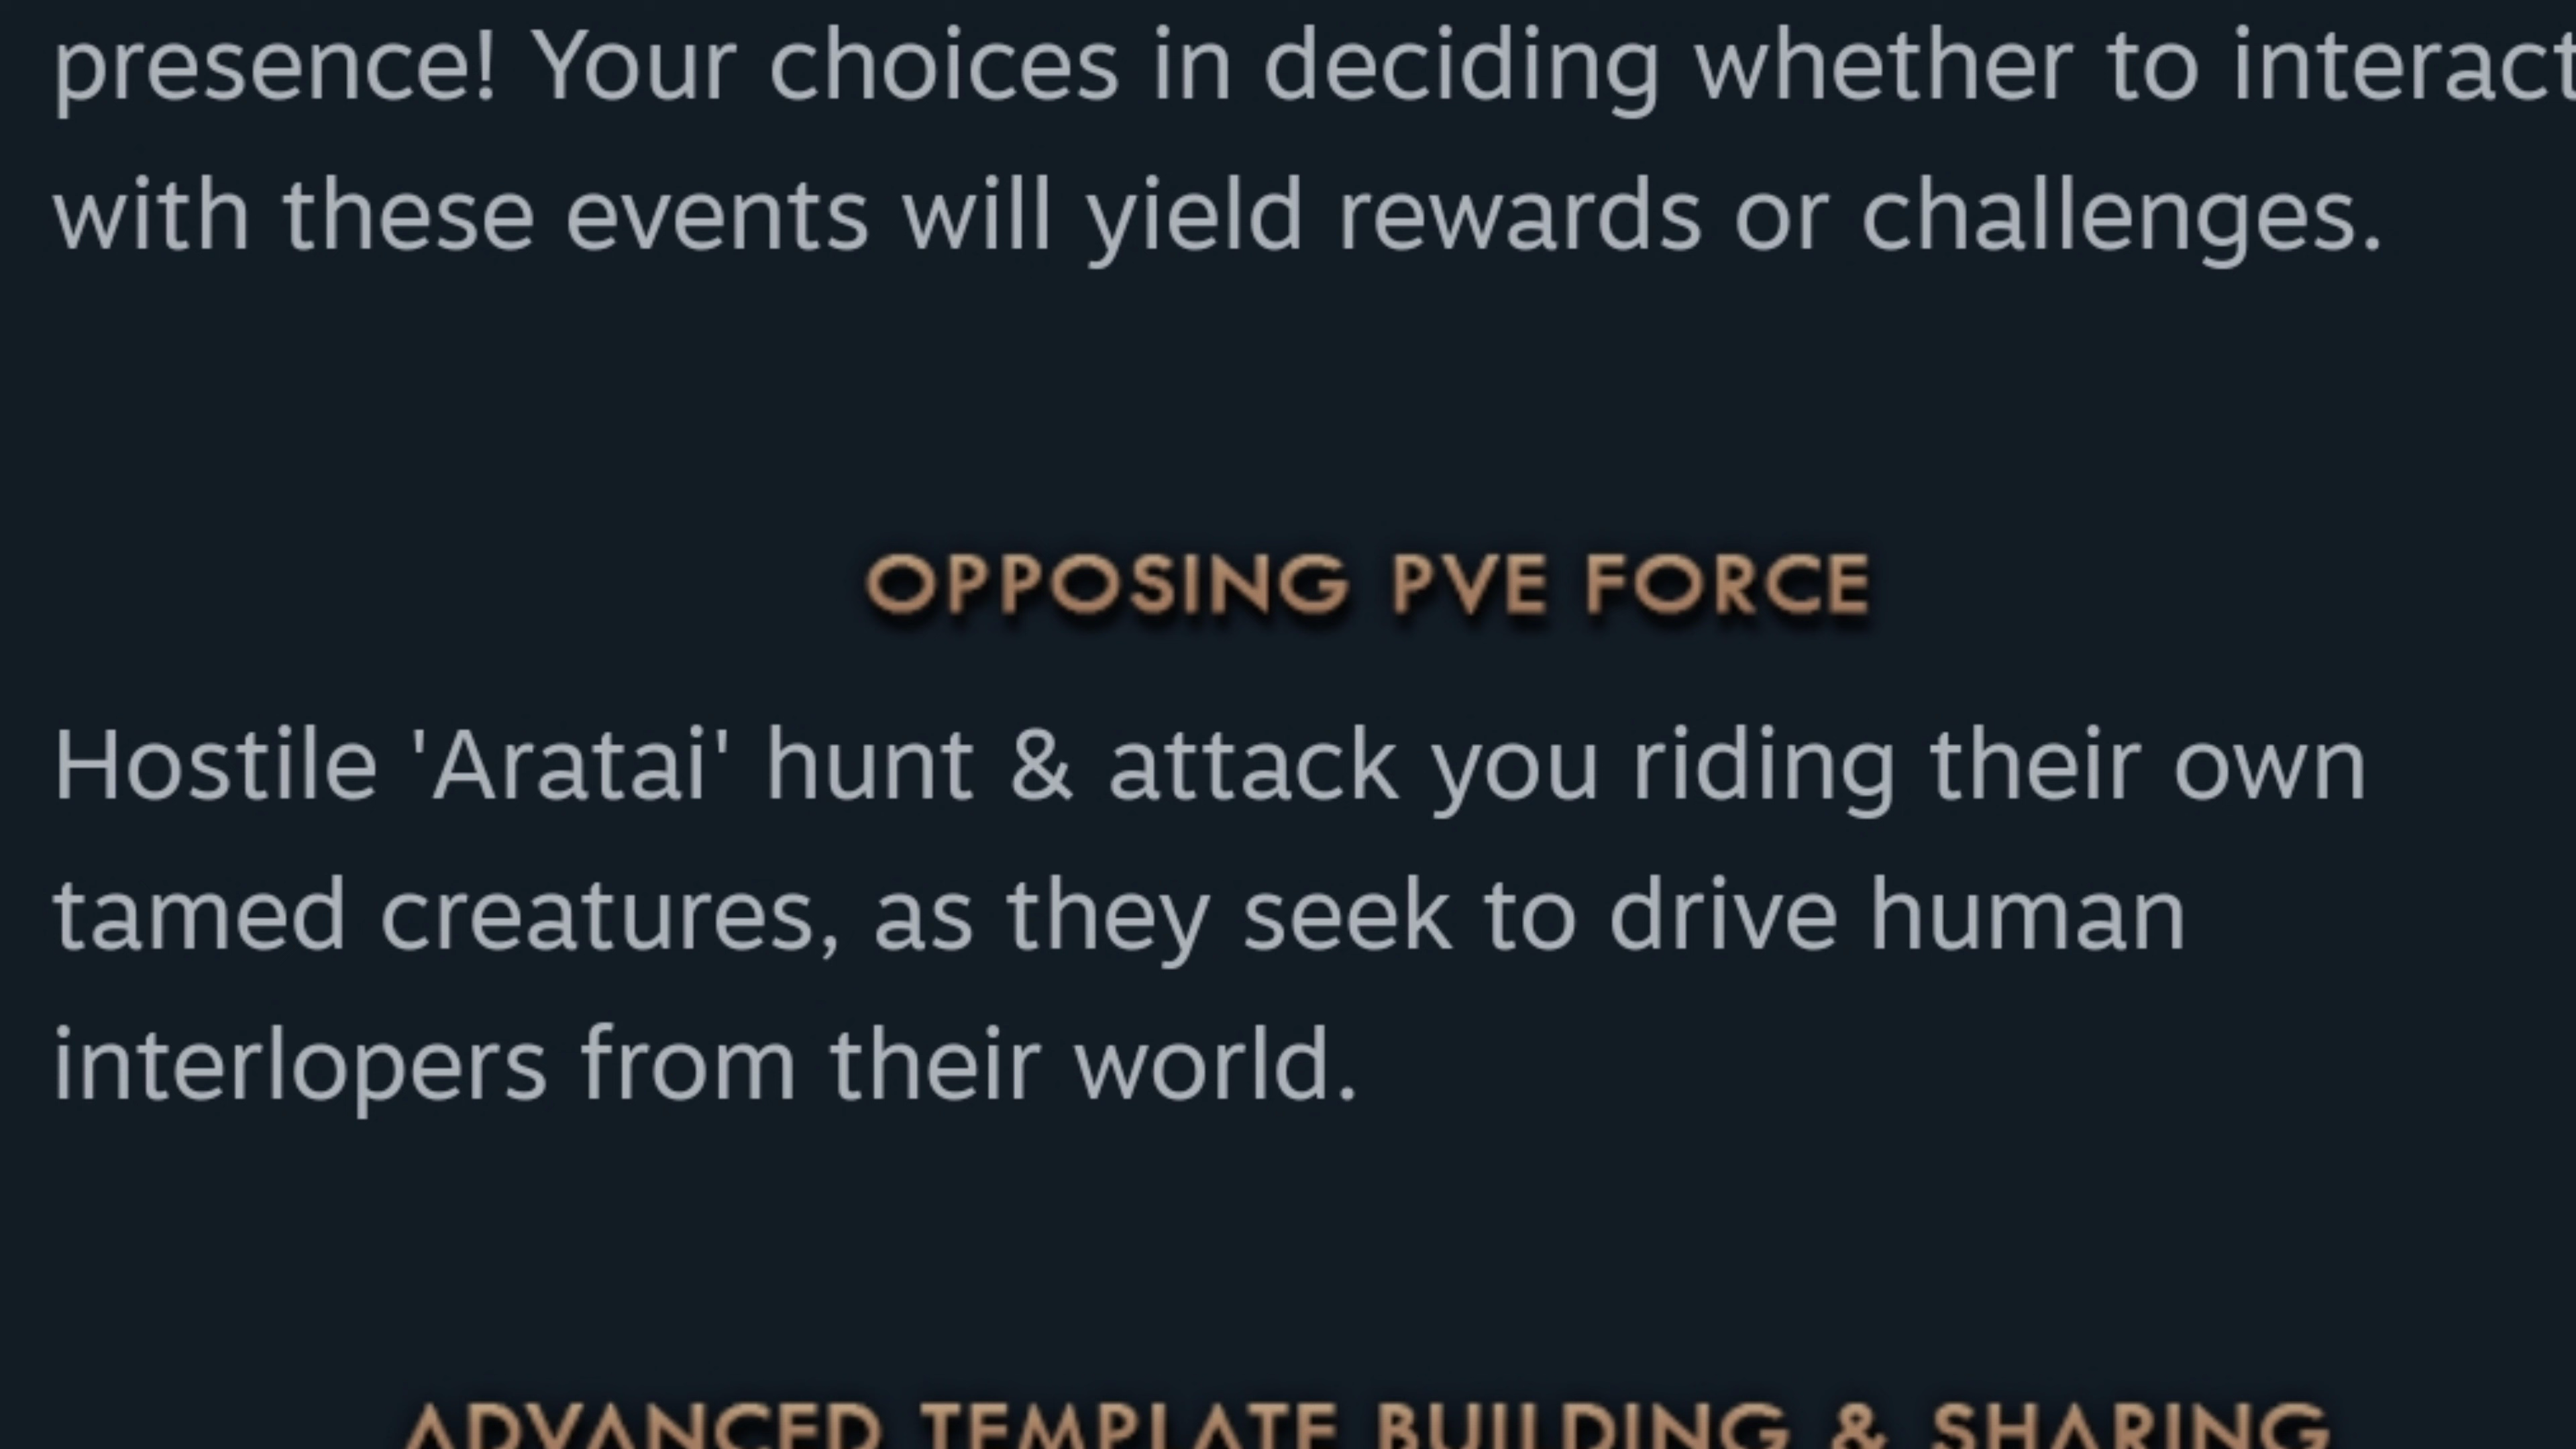 presence! Your choices in deciding whether to interact
with these events will yield rewards or challenges.
OPPOSING PVE FORCE
Hostile 'Aratai' hunt & attack you riding their own
tamed creatures, as they seek to drive human
interlopers from their world.
ADVANCED TEMPLATE BUILDING & SHARING